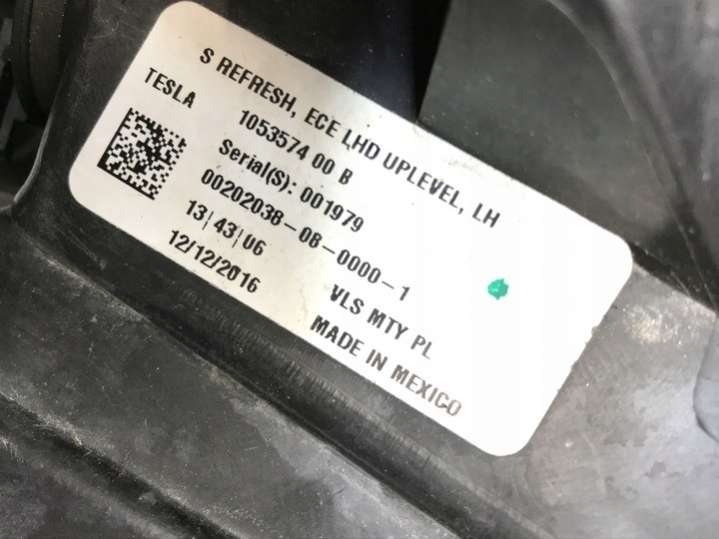 S REFRESH, ECE LHD UPLEVEL, LH
TESLA
1053574 00 B
Serial(S): 001979
00202038-08-0000-1
13|43|06
VLS MTY PL
12/12/2016
MADE IN MEXICO